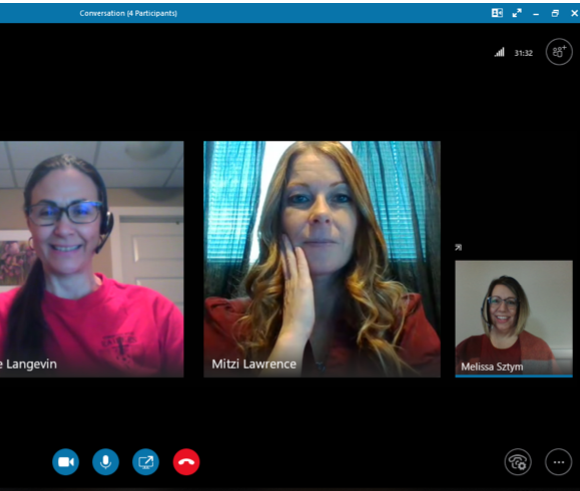 Conversation (4 Participants)
31:32
e Langevin
Mitzi Lawrence
Melissa Sztym